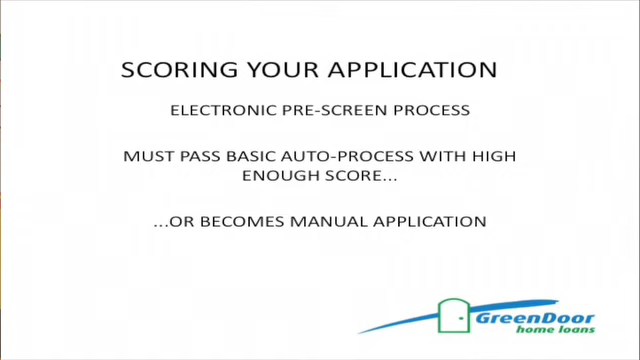 SCORING YOUR APPLICATION
ELECTRONIC PRE-SCREEN PROCESS
MUST PASS BASIC AUTO-PROCESS WITH HIGH
ENOUGH SCORE...
...OR BECOMES MANUAL APPLICATION
GreenDoor
home loans